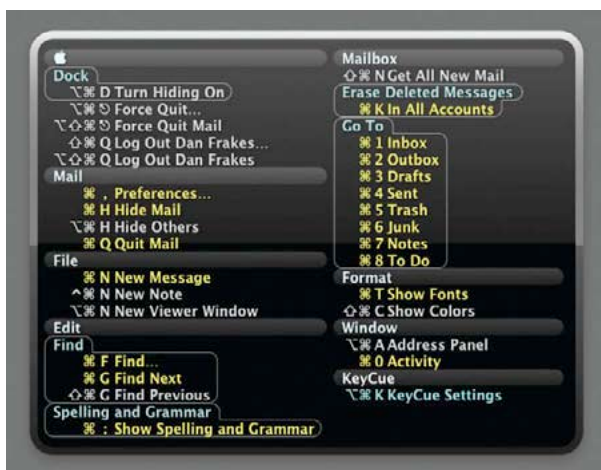 Dock
⌥⌘ D Turn Hiding On
⌥⌘ ⎋ Force Quit...
⌥⇧⌘ ⎋ Force Quit Mail
⇧⌘ Q Log Out Dan Frakes...
⌥⇧⌘ Q Log Out Dan Frakes
Mail
⌘ , Preferences...
⌘ H Hide Mail
⌥⌘ H Hide Others
⌘ Q Quit Mail
File
⌘ N New Message
^⌘ N New Note
⌥⌘ N New Viewer Window
Edit
Find
⌘ F Find...
⌘ G Find Next
⇧⌘ G Find Previous
Spelling and Grammar
⌘ : Show Spelling and Grammar
Mailbox
⇧⌘ N Get All New Mail
Erase Deleted Messages
⌘ K In All Accounts
Go To
⌘ 1 Inbox
⌘ 2 Outbox
⌘ 3 Drafts
⌘ 4 Sent
⌘ 5 Trash
⌘ 6 Junk
⌘ 7 Notes
⌘ 8 To Do
Format
⌘ T Show Fonts
⇧⌘ C Show Colors
Window
⌥⌘ A Address Panel
⌘ 0 Activity
KeyCue
⌥⌘ K KeyCue Settings